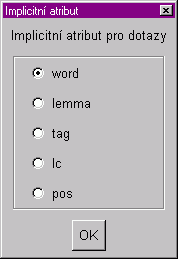 Implicitní atribut
Implicitní atribut pro dotazy
word
lemma
tag
lc
pos
OK